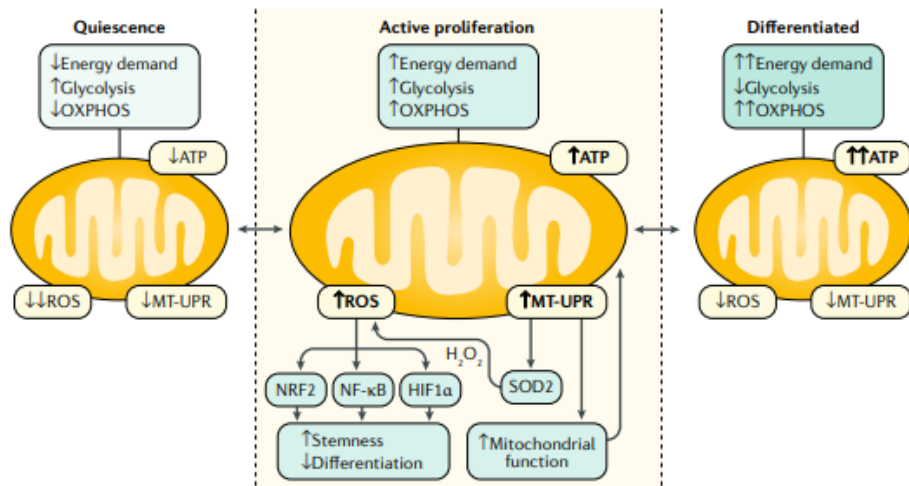 Quiescence
↓Energy demand
↑Glycolysis
↓OXPHOS
↓ATP
↓↓ROS
↓MT-UPR
Active proliferation
↑Energy demand
↑Glycolysis
↑OXPHOS
↑ATP
↑ROS
↑MT-UPR
H₂O₂
NRF2
NF-κB
HIF1α
SOD2
↑Stemness
↓Differentiation
↑Mitochondrial
function
Differentiated
↑↑Energy demand
↓Glycolysis
↑↑OXPHOS
↑↑ATP
↓ROS
↓MT-UPR